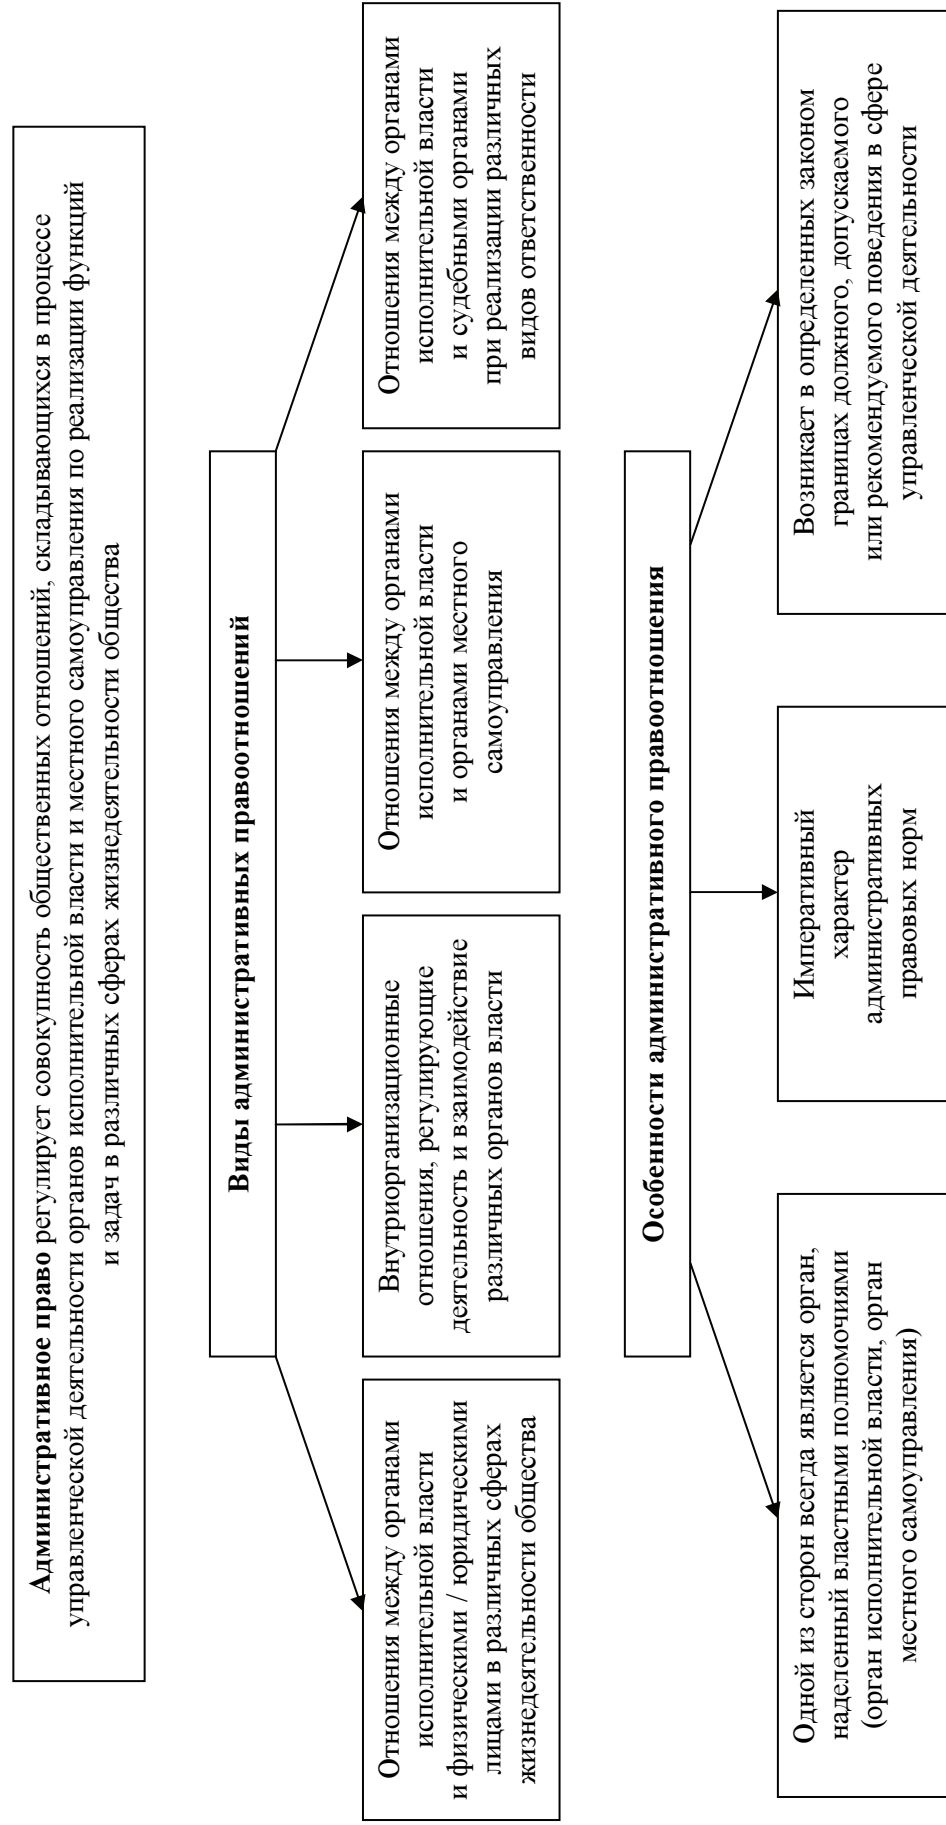 Административное право регулирует совокупность общественных отношений, складывающихся в процессе
управленческой деятельности органов исполнительной власти и местного самоуправления по реализации функций
и задач в различных сферах жизнедеятельности общества
Виды административных правоотношений
Отношения между органами
исполнительной власти
и физическими / юридическими
лицами в различных сферах
жизнедеятельности общества
Внутриорганизационные
отношения, регулирующие
деятельность и взаимодействие
различных органов власти
Отношения между органами
исполнительной власти
и органами местного
самоуправления
Отношения между органами
исполнительной власти
и судебными органами
при реализации различных
видов ответственности
Особенности административного правоотношения
Одной из сторон всегда является орган,
наделенный властными полномочиями
(орган исполнительной власти, орган
местного самоуправления)
Императивный
характер
административных
правовых норм
Возникает в определенных законом
границах должного, допускаемого
или рекомендуемого поведения в сфере
управленческой деятельности